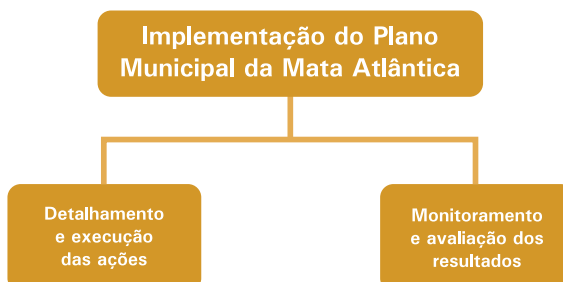 Implementação do Plano
Municipal da Mata Atlântica
Detalhamento
e execução
das ações
Monitoramento
e avaliação dos
resultados